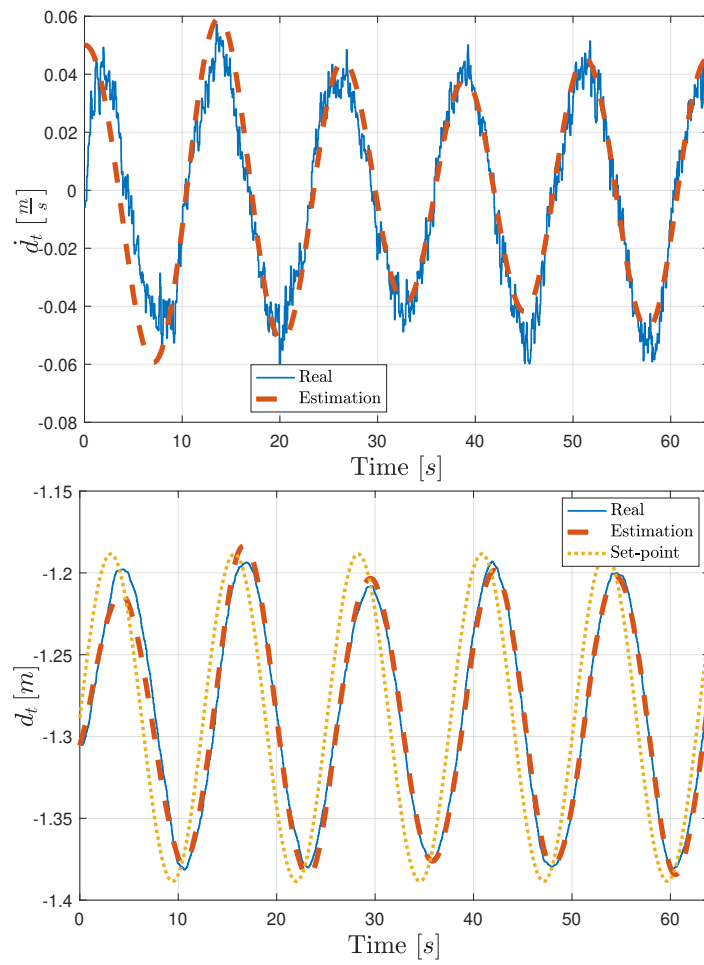 0.06
0.04
0.02
0
-0.02
-0.04
-0.06
-0.08
ḋ_t [m/s]
0 10 20 30 40 50 60
Time [s]
Real
Estimation
-1.15
-1.2
-1.25
-1.3
-1.35
-1.4
d_t [m]
0 10 20 30 40 50 60
Time [s]
Real
Estimation
Set-point